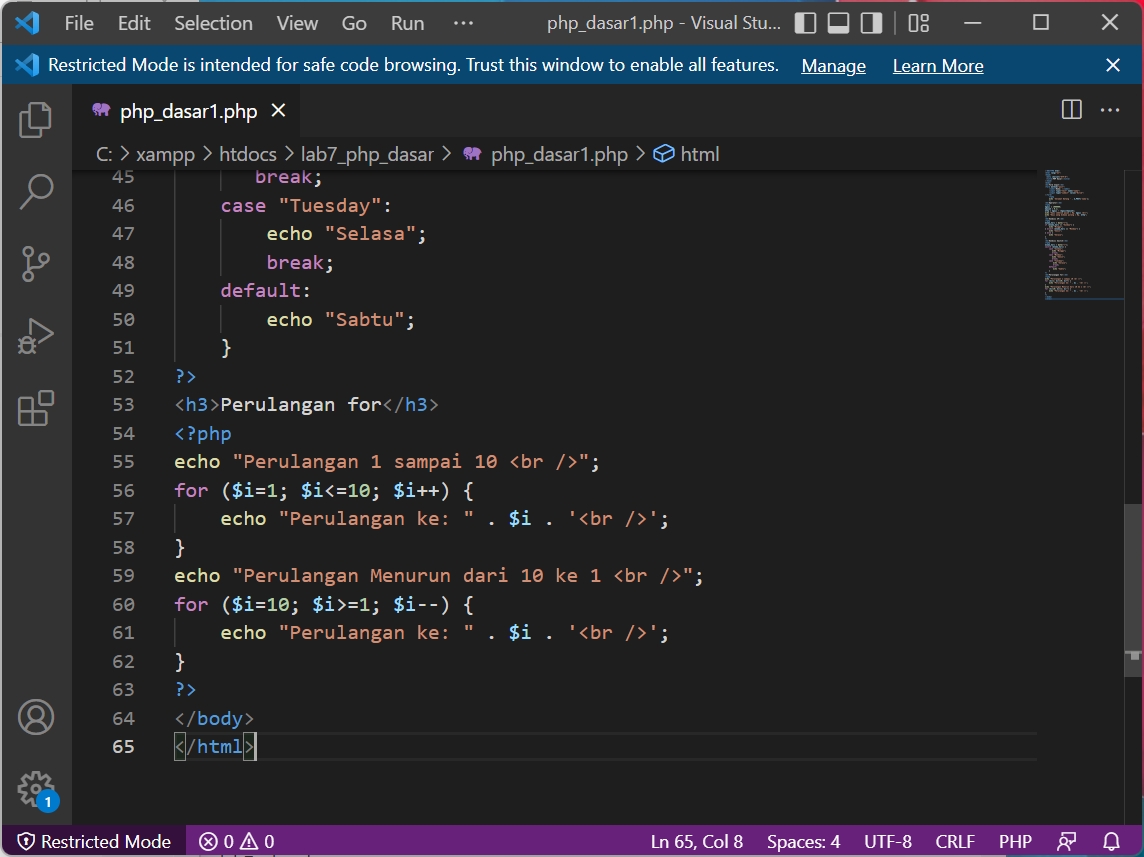 File Edit Selection View Go Run ··· php_dasar1.php - Visual Stu...
Restricted Mode is intended for safe code browsing. Trust this window to enable all features. Manage Learn More
php_dasar1.php
C: > xampp > htdocs > lab7_php_dasar > php_dasar1.php > html
45 break;
46 case "Tuesday":
47 echo "Selasa";
48 break;
49 default:
50 echo "Sabtu";
51 }
52 ?>
53 <h3>Perulangan for</h3>
54 <?php
55 echo "Perulangan 1 sampai 10 <br />";
56 for ($i=1; $i<=10; $i++) {
57 echo "Perulangan ke: " . $i . '<br />';
58 }
59 echo "Perulangan Menurun dari 10 ke 1 <br />";
60 for ($i=10; $i>=1; $i--) {
61 echo "Perulangan ke: " . $i . '<br />';
62 }
63 ?>
64 </body>
65 </html>
1
Restricted Mode 0 0 Ln 65, Col 8 Spaces: 4 UTF-8 CRLF PHP